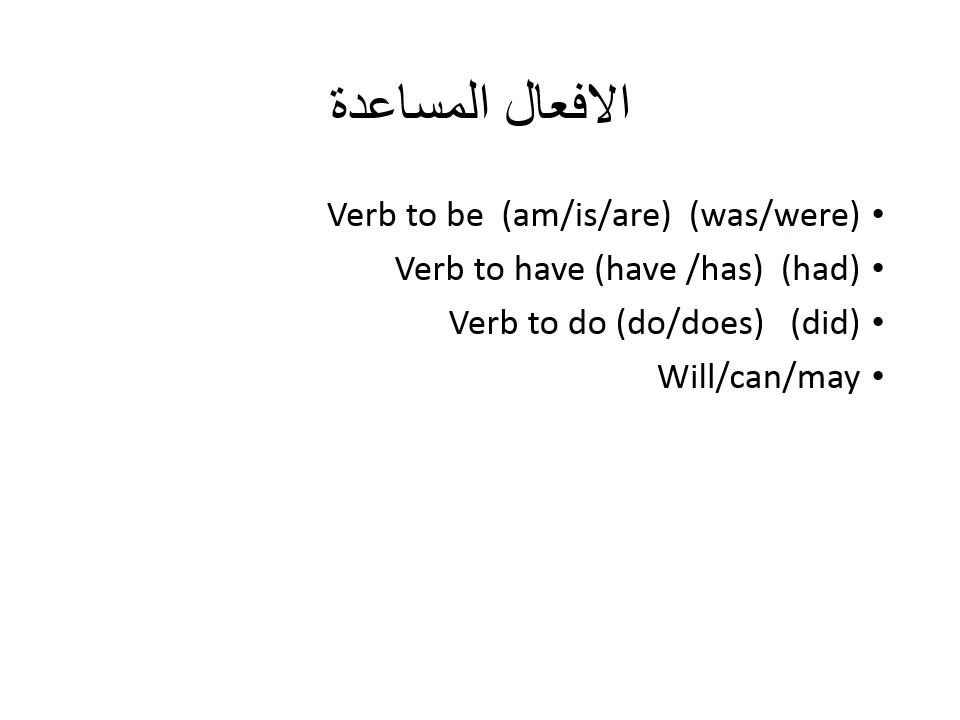 الافعال المساعدة
• Verb to be  (am/is/are)  (was/were)
• Verb to have (have /has)  (had)
• Verb to do (do/does)   (did)
• Will/can/may